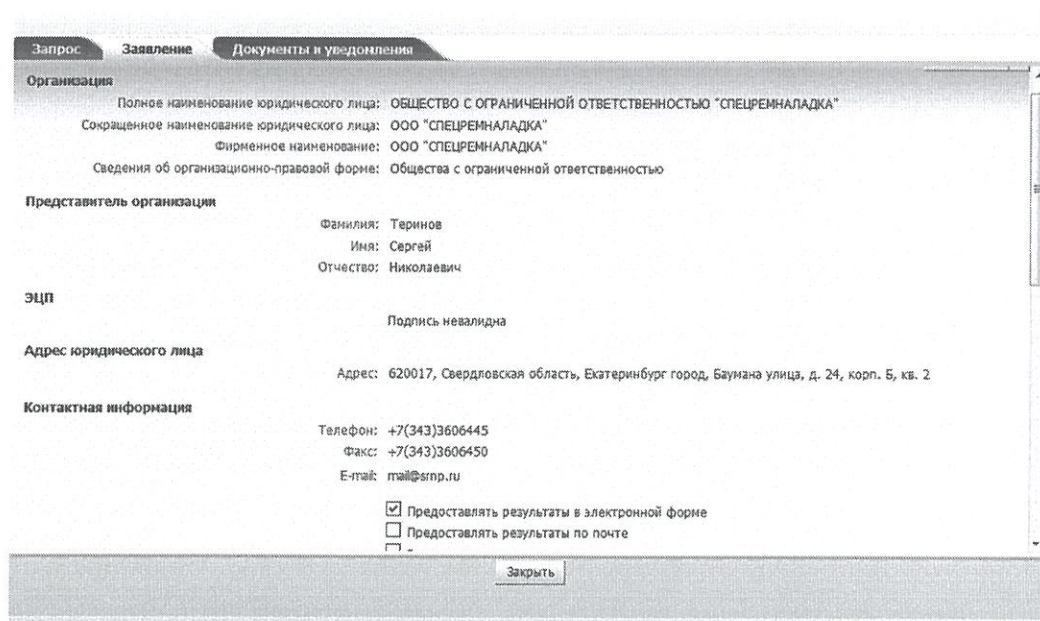 Запрос Заявление Документы и уведомления
Организация
Полное наименование юридического лица: ОБЩЕСТВО С ОГРАНИЧЕННОЙ ОТВЕТСТВЕННОСТЬЮ "СПЕЦРЕМНАЛАДКА"
Сокращенное наименование юридического лица: ООО "СПЕЦРЕМНАЛАДКА"
Фирменное наименование: ООО "СПЕЦРЕМНАЛАДКА"
Сведения об организационно-правовой форме: Общества с ограниченной ответственностью
Представитель организации
Фамилия: Теринов
Имя: Сергей
Отчество: Николаевич
ЭЦП
Подпись невалидна
Адрес юридического лица
Адрес: 620017, Свердловская область, Екатеринбург город, Баумана улица, д. 24, корп. Б, кв. 2
Контактная информация
Телефон: +7(343)3606445
Факс: +7(343)3606450
E-mail: mail@srnp.ru
Предоставлять результаты в электронной форме
Предоставлять результаты по почте
Закрыть